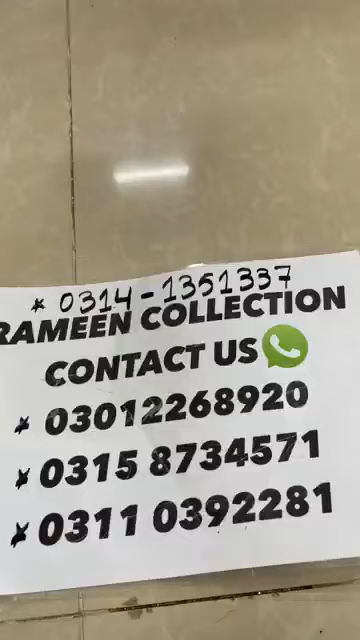 * 0314-1351337
RAMEEN COLLECTION
CONTACT US
* 03012268920
* 0315 8734571
* 0311 0392281